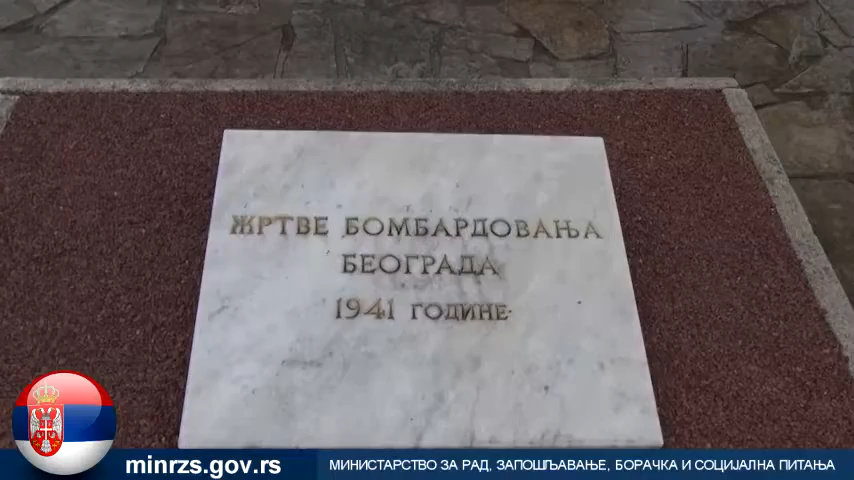 ЖРТВЕ БОМБАРДОВАЊА
БЕОГРАДА
1941 ГОДИНЕ
minrzs.gov.rs
МИНИСТАРСТВО ЗА РАД, ЗАПОШЉАВАЊЕ, БОРАЧКА И СОЦИЈАЛНА ПИТАЊА